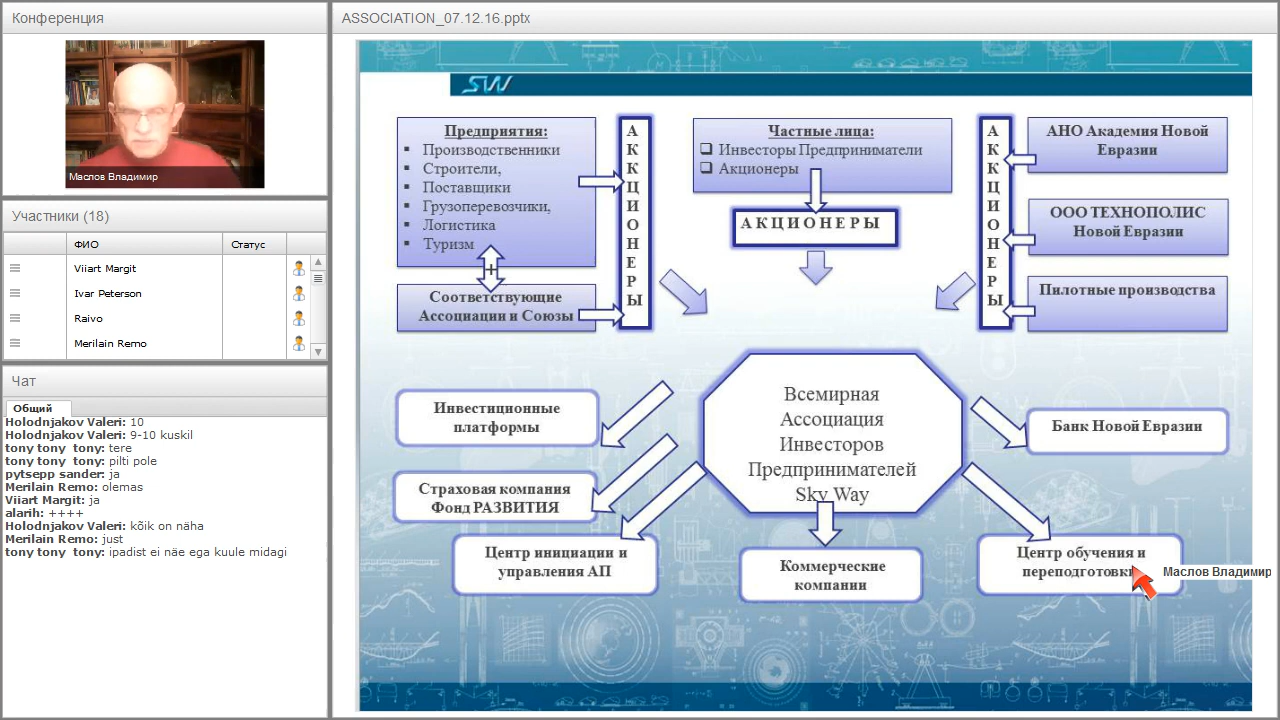 Конференция
Маслов Владимир
Участники (18)
ФИО
Статус
Viiart Margit
Ivar Peterson
Raivo
Merilain Remo
Чат
Общий
Holodnjakov Valeri: 10
Holodnjakov Valeri: 9-10 kuskil
tony tony tony: tere
tony tony tony: pilti pole
pytsepp sander: ja
Merilain Remo: olemas
Viiart Margit: ja
alarih: ++++
Holodnjakov Valeri: kõik on näha
Merilain Remo: just
tony tony tony: ipadist ei näe ega kuule midagi
ASSOCIATION_07.12.16.pptx
SW
Предприятия:
Производственники
Строители,
Поставщики
Грузоперевозчики,
Логистика
Туризм
+
Соответствующие
Ассоциации и Союзы
А
К
К
Ц
И
О
Н
Е
Р
Ы
Частные лица:
Инвесторы Предприниматели
Акционеры
А К Ц И О Н Е Р Ы
А
К
К
Ц
И
О
Н
Е
Р
Ы
АНО Академия Новой
Евразии
ООО ТЕХНОПОЛИС
Новой Евразии
Пилотные производства
Всемирная
Ассоциация
Инвесторов
Предпринимателей
Sky Way
Инвестиционные
платформы
Страховая компания
Фонд РАЗВИТИЯ
Центр инициации и
управления АП
Коммерческие
компании
Банк Новой Евразии
Центр обучения и
переподготовки
Маслов Владимир